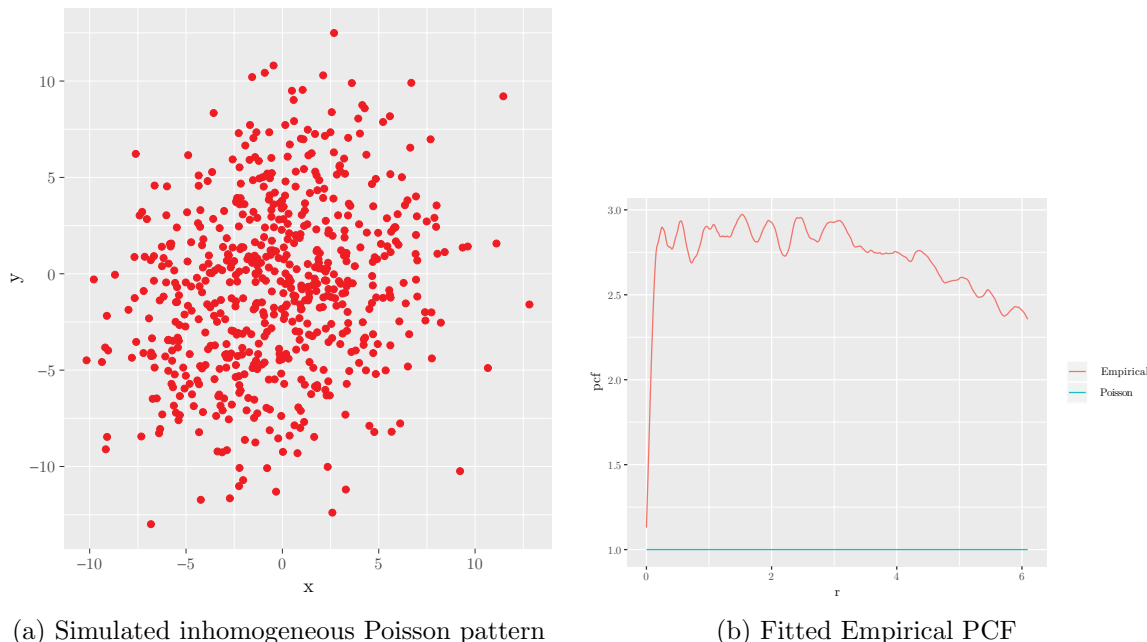 10
5
0
−5
−10
y
−10
−5
0
5
10
x
(a) Simulated inhomogeneous Poisson pattern
3.0
2.5
2.0
1.5
1.0
pcf
0
2
4
6
r
Empirical
Poisson
(b) Fitted Empirical PCF